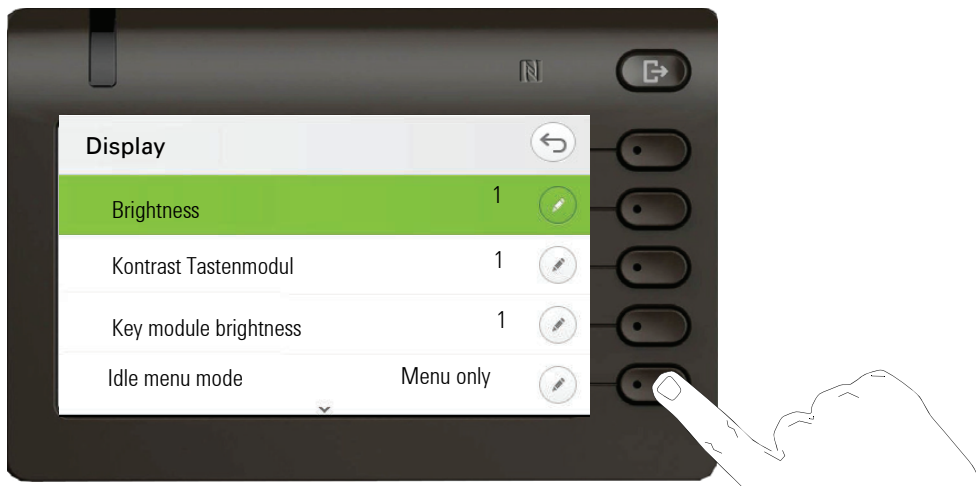 Display
Brightness 1
Kontrast Tastenmodul 1
Key module brightness 1
Idle menu mode Menu only